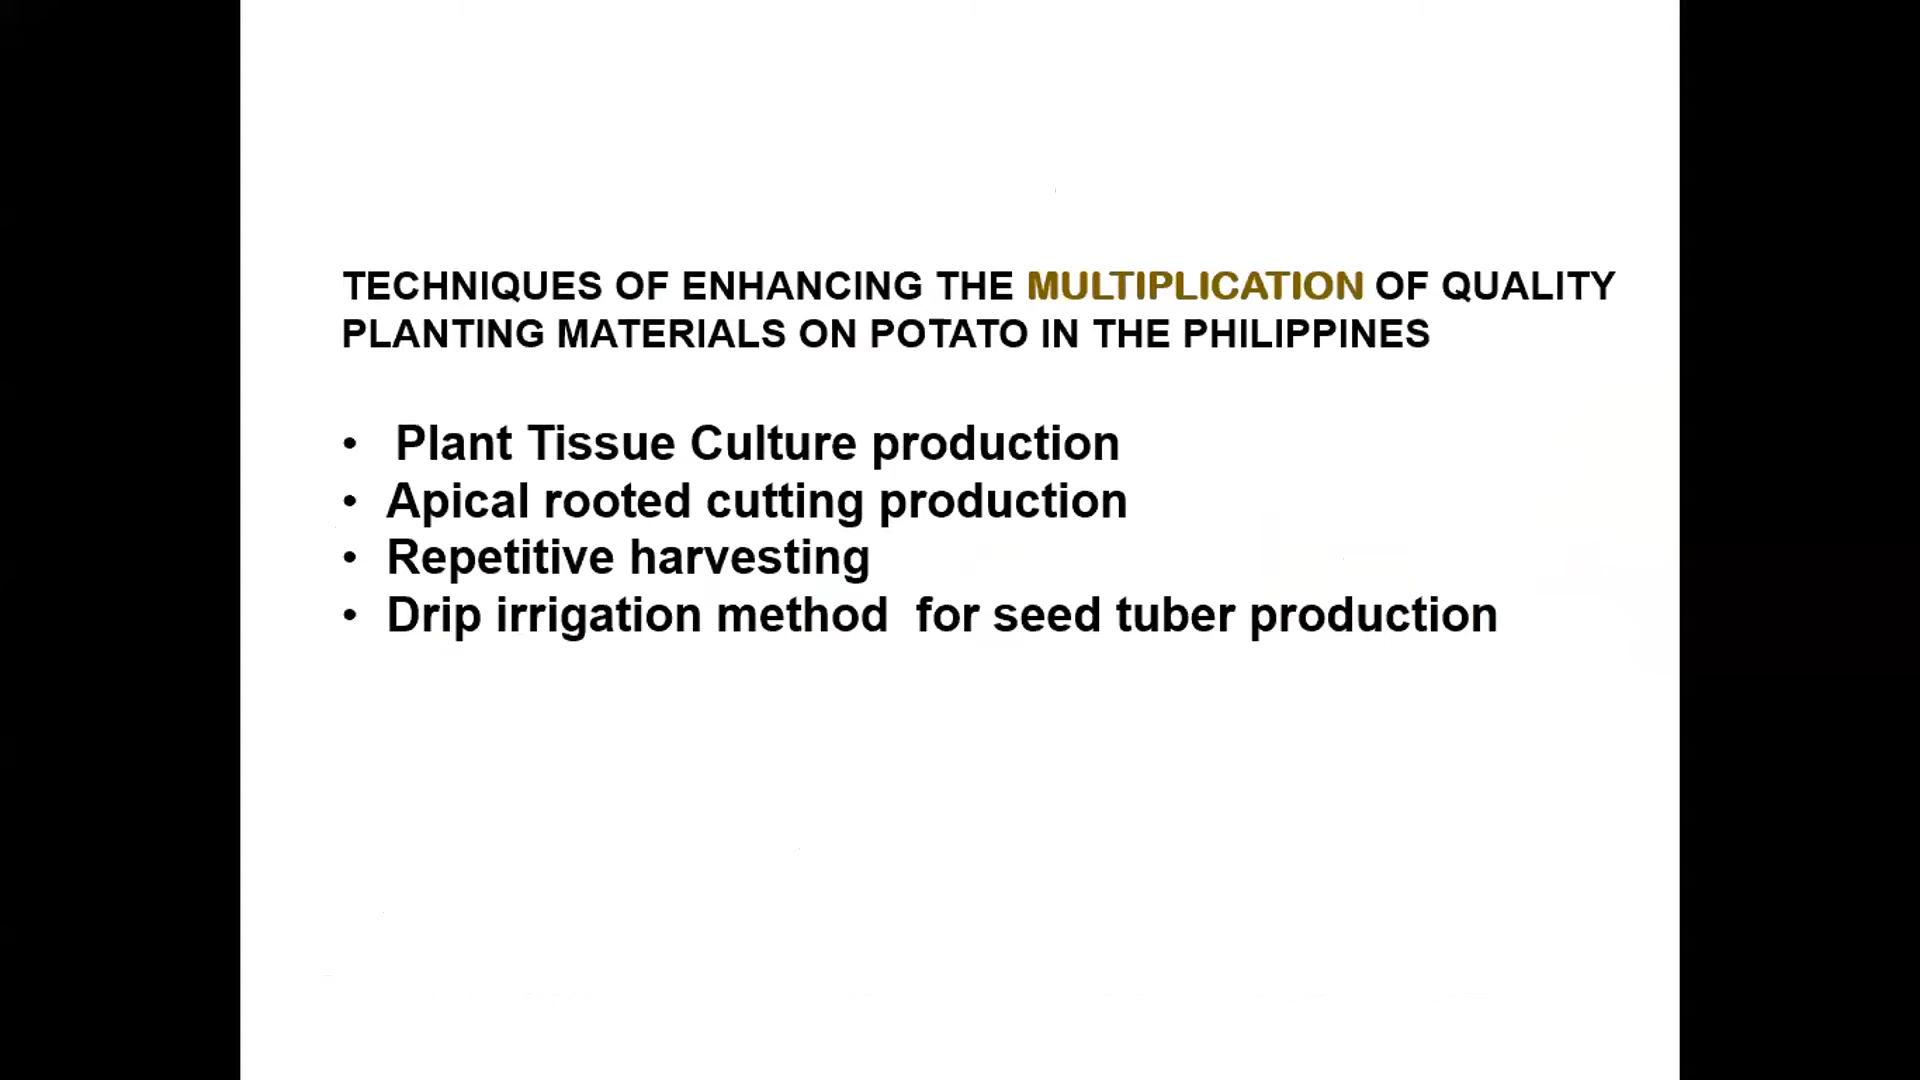 TECHNIQUES OF ENHANCING THE MULTIPLICATION OF QUALITY
PLANTING MATERIALS ON POTATO IN THE PHILIPPINES
• Plant Tissue Culture production
• Apical rooted cutting production
• Repetitive harvesting
• Drip irrigation method  for seed tuber production